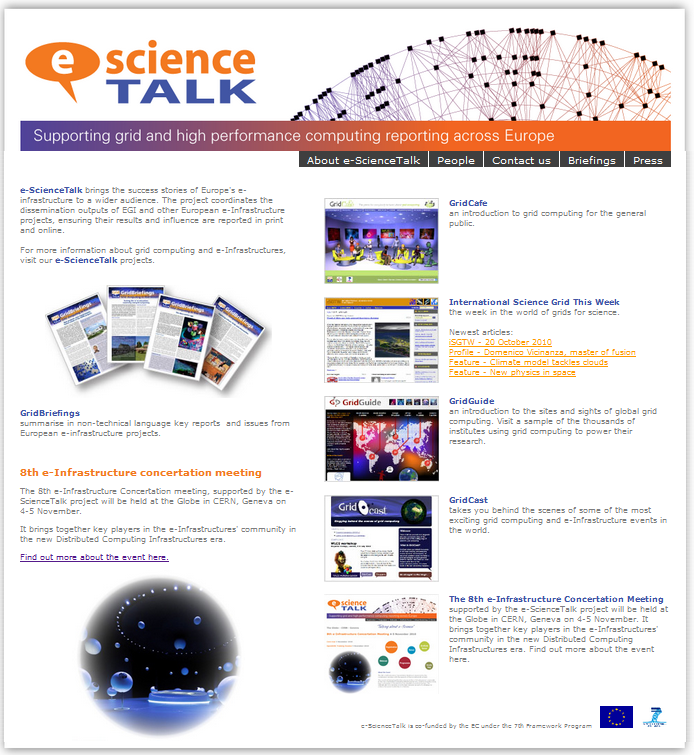 e science
TALK
Supporting grid and high performance computing reporting across Europe
About e-ScienceTalk People Contact us Briefings Press
e-ScienceTalk brings the success stories of Europe's e-
infrastructure to a wider audience. The project coordinates the
dissemination outputs of EGI and other European e-Infrastructure
projects, ensuring their results and influence are reported in print
and online.
For more information about grid computing and e-Infrastructures,
visit our e-ScienceTalk projects.
GridBriefings
GridBriefings
GridBriefings
GridBriefings
GridBriefings
summarise in non-technical language key reports and issues from
European e-infrastructure projects.
8th e-Infrastructure concertation meeting
The 8th e-Infrastructure Concertation meeting, supported by the e-
ScienceTalk project will be held at the Globe in CERN, Geneva on
4-5 November.
It brings together key players in the e-Infrastructures' community in
the new Distributed Computing Infrastructures era.
Find out more about the event here.
GridCafe
an introduction to grid computing for the general
public.
International Science Grid This Week
the week in the world of grids for science.
Newest articles:
iSGTW - 20 October 2010
Profile - Domenico Vicinanza, master of fusion
Feature - Climate model tackles clouds
Feature - New physics in space
GridGuide
GridGuide
an introduction to the sites and sights of global grid
computing. Visit a sample of the thousands of
institutes using grid computing to power their
research.
Grid cast
GridCast
takes you behind the scenes of some of the most
exciting grid computing and e-Infrastructure events in
the world.
e science
TALK
The 8th e-Infrastructure Concertation Meeting
supported by the e-ScienceTalk project will be held at
the Globe in CERN, Geneva on 4-5 November. It
brings together key players in the e-Infrastructures'
community in the new Distributed Computing
Infrastructures era. Find out more about the event
here.
e-ScienceTalk is co-funded by the EC under the 7th Framework Program